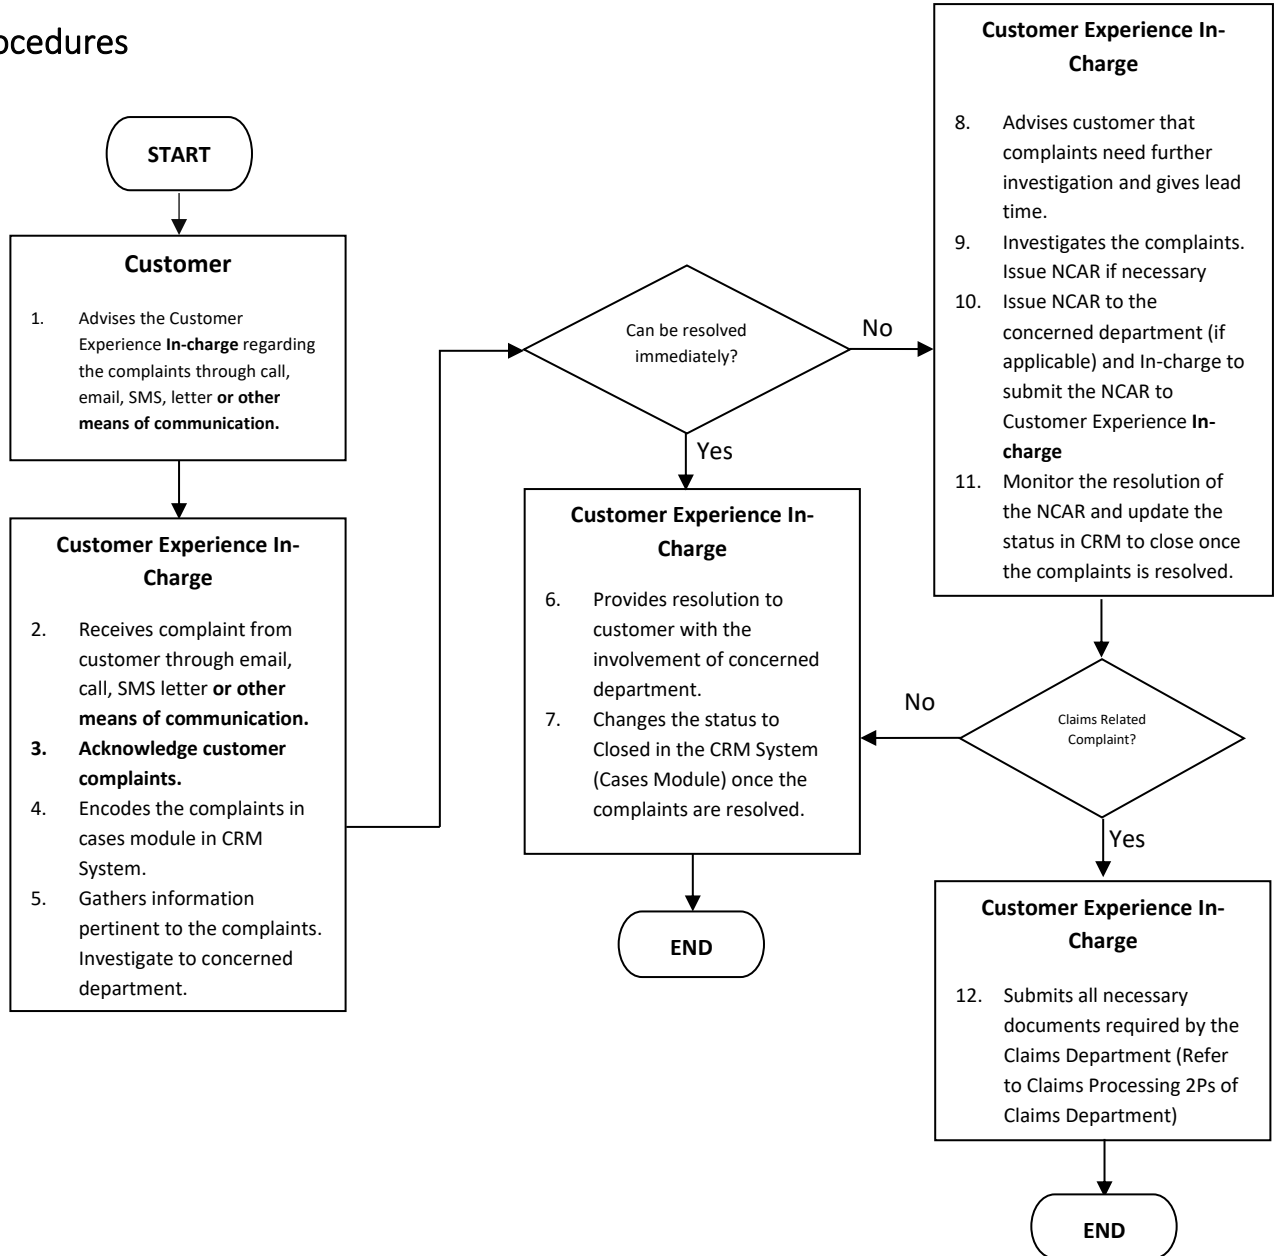 ocedures
START
Customer
1. Advises the Customer
Experience In-charge regarding
the complaints through call,
email, SMS, letter or other
means of communication.
Customer Experience In-
Charge
2. Receives complaint from
customer through email,
call, SMS letter or other
means of communication.
3. Acknowledge customer
complaints.
4. Encodes the complaints in
cases module in CRM
System.
5. Gathers information
pertinent to the complaints.
Investigate to concerned
department.
Can be resolved
immediately?
No
Yes
Customer Experience In-
Charge
6. Provides resolution to
customer with the
involvement of concerned
department.
7. Changes the status to
Closed in the CRM System
(Cases Module) once the
complaints are resolved.
END
Customer Experience In-
Charge
8. Advises customer that
complaints need further
investigation and gives lead
time.
9. Investigates the complaints.
Issue NCAR if necessary
10. Issue NCAR to the
concerned department (if
applicable) and In-charge to
submit the NCAR to
Customer Experience In-
charge
11. Monitor the resolution of
the NCAR and update the
status in CRM to close once
the complaints is resolved.
Claims Related
Complaint?
No
Yes
Customer Experience In-
Charge
12. Submits all necessary
documents required by the
Claims Department (Refer
to Claims Processing 2Ps of
Claims Department)
END